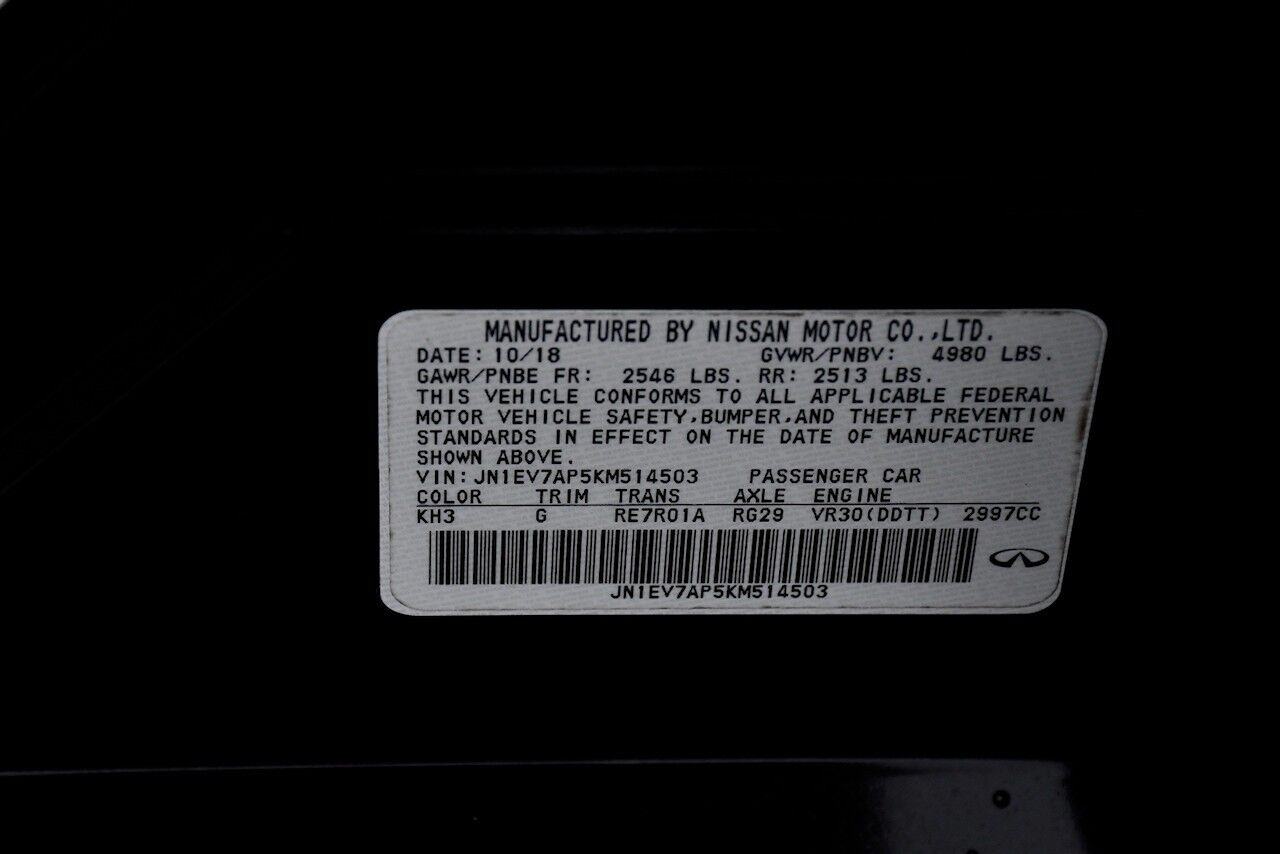 MANUFACTURED BY NISSAN MOTOR CO.,LTD.
DATE: 10/18 GVWR/PNBV: 4980 LBS.
GAWR/PNBE FR: 2546 LBS. RR: 2513 LBS.
THIS VEHICLE CONFORMS TO ALL APPLICABLE FEDERAL
MOTOR VEHICLE SAFETY,BUMPER,AND THEFT PREVENTION
STANDARDS IN EFFECT ON THE DATE OF MANUFACTURE
SHOWN ABOVE.
VIN: JN1EV7AP5KM514503 PASSENGER CAR
COLOR TRIM TRANS AXLE ENGINE
KH3 G RE7R01A RG29 VR30(DDTT) 2997CC
JN1EV7AP5KM514503